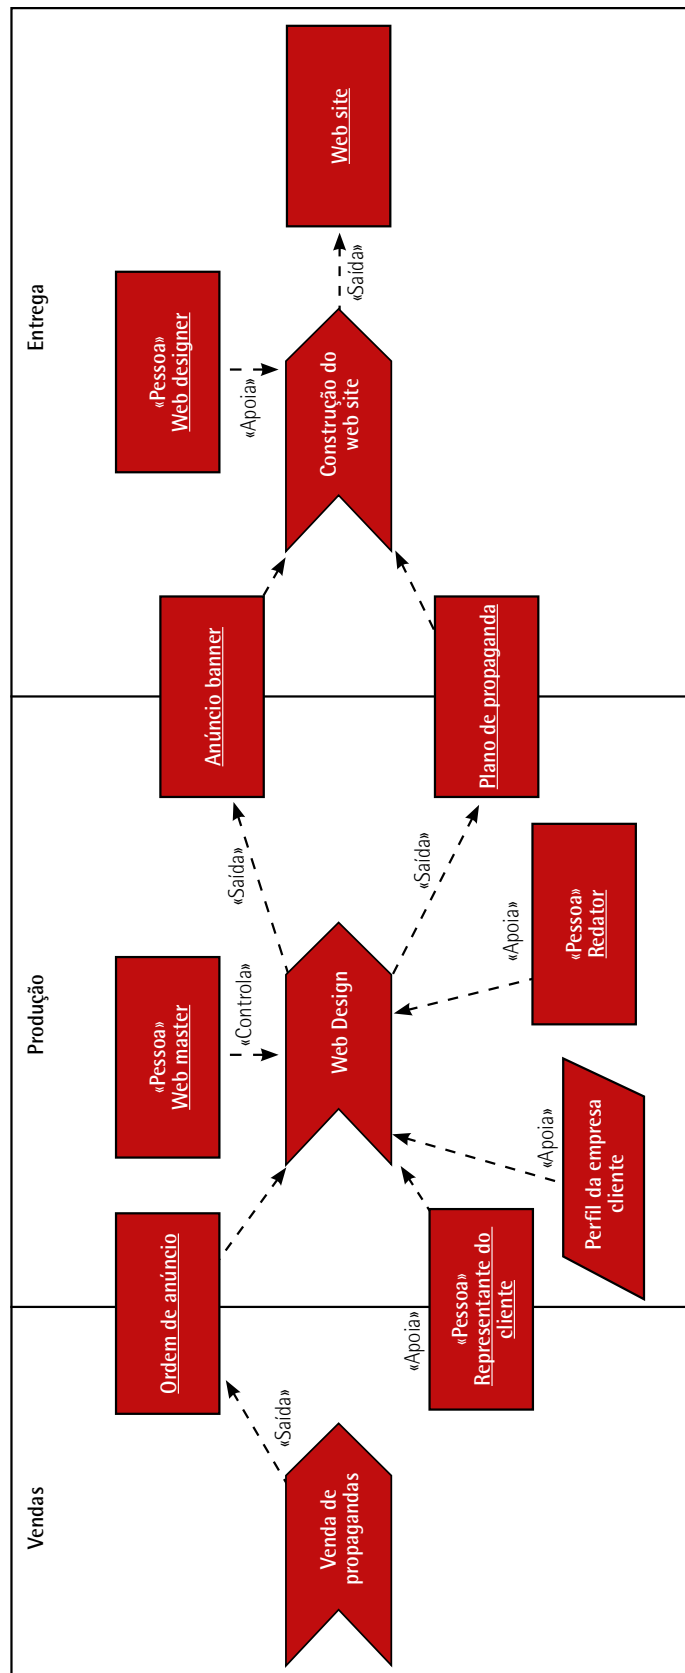 Vendas
Venda de
propagandas
«Saída»
Ordem de anúncio
«Apoia»
«Pessoa»
Representante do
cliente
Produção
«Pessoa»
Web master
«Controla»
Web Design
«Apoia»
Perfil da empresa
cliente
«Apoia»
«Pessoa»
Redator
«Saída»
«Saída»
Anúncio banner
Plano de propaganda
Entrega
«Pessoa»
Web designer
«Apoia»
Construção do
web site
«Saída»
Web site